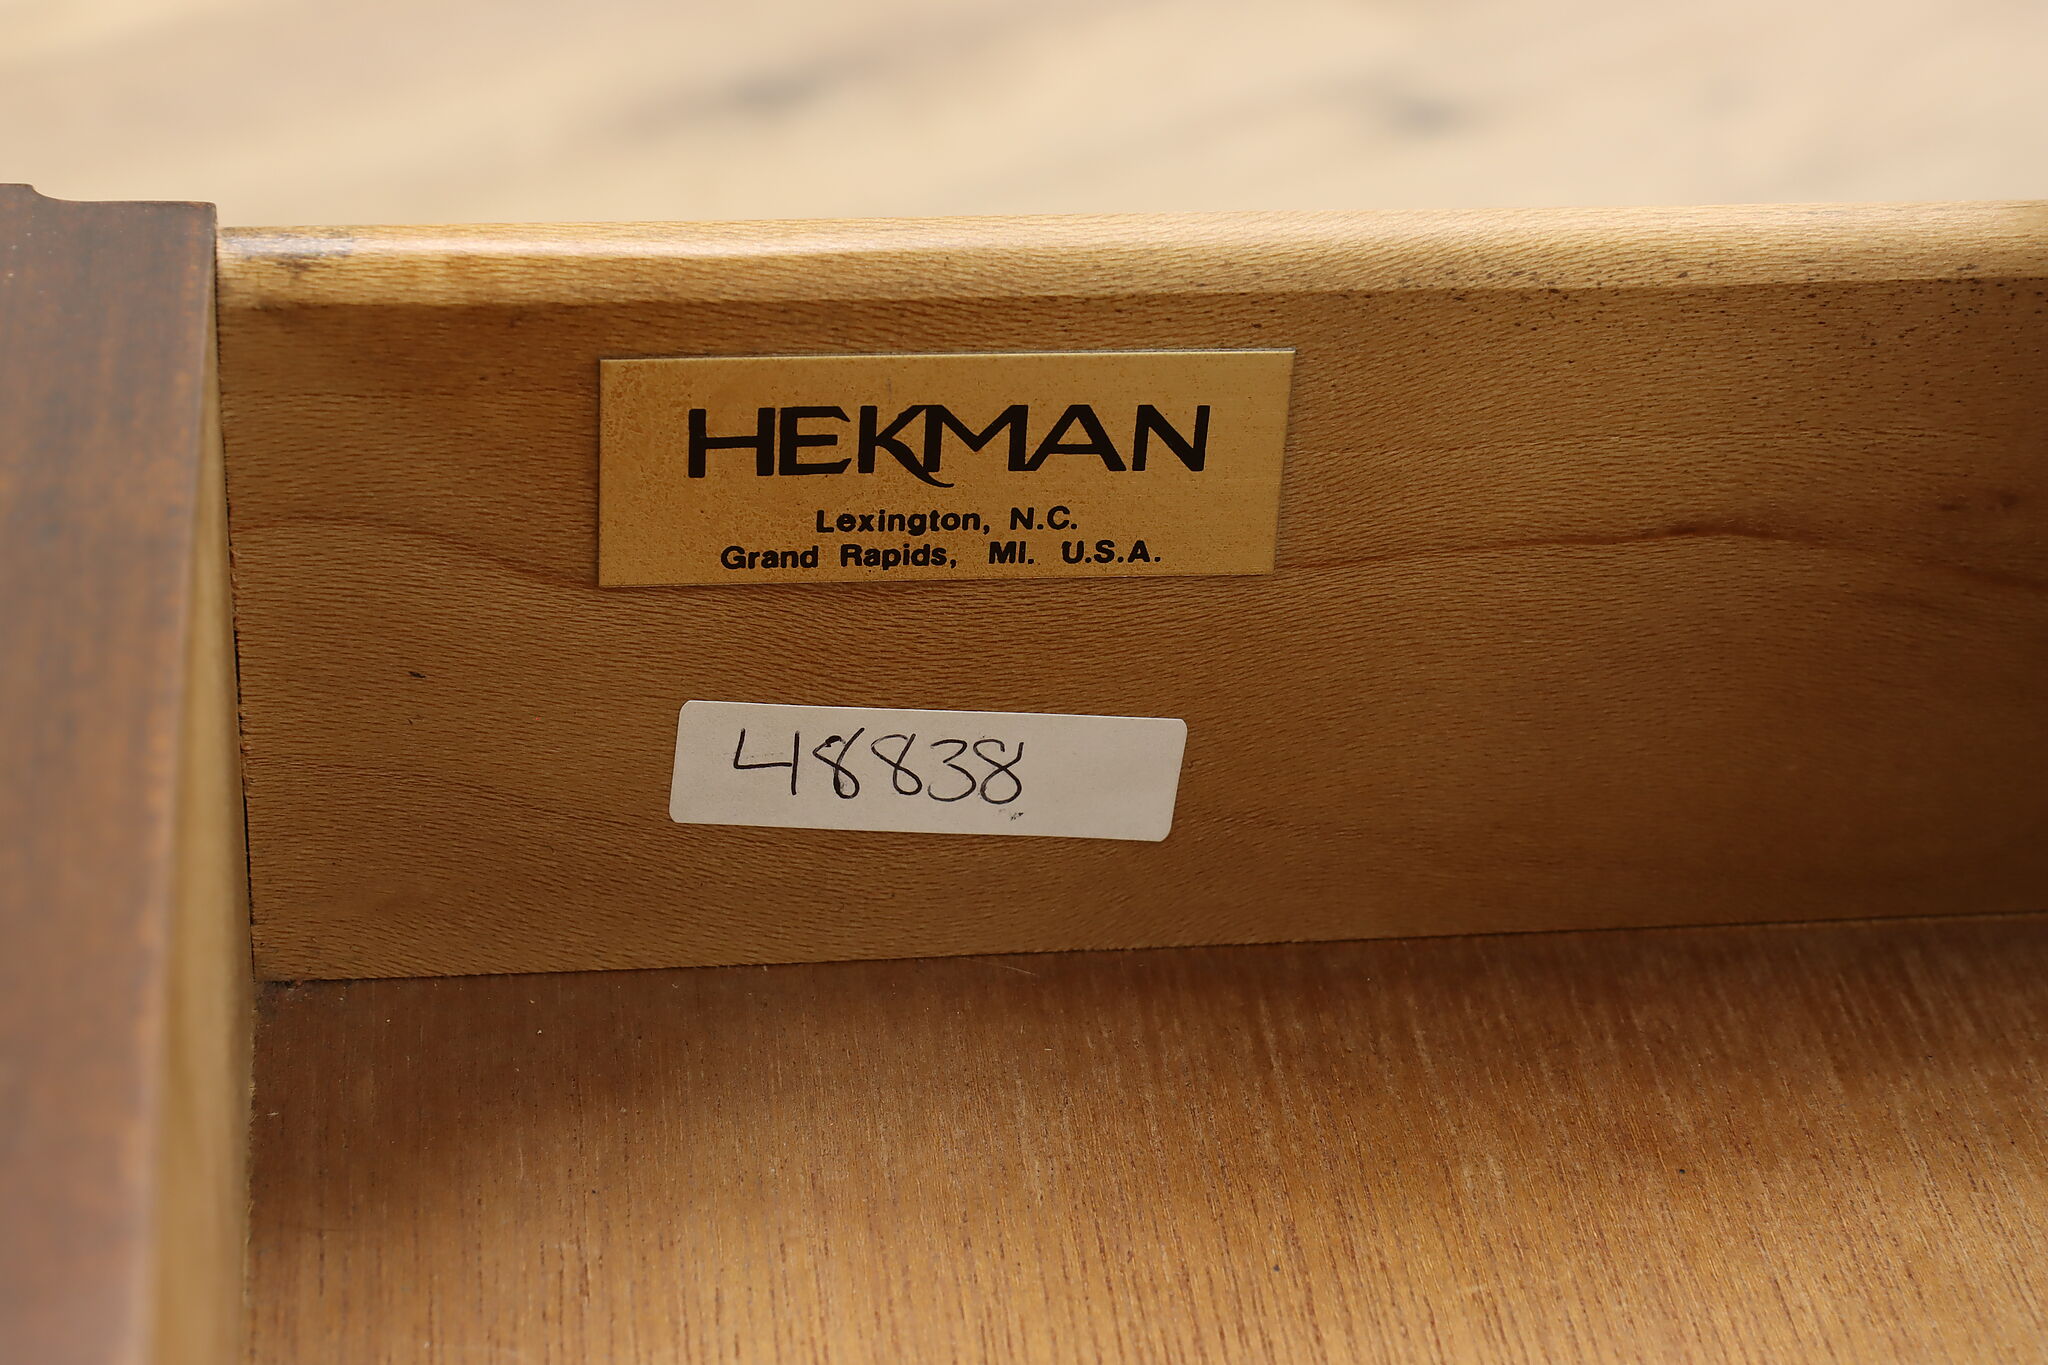 HEKMAN
Lexington, N.C.
Grand Rapids, MI. U.S.A.
48838